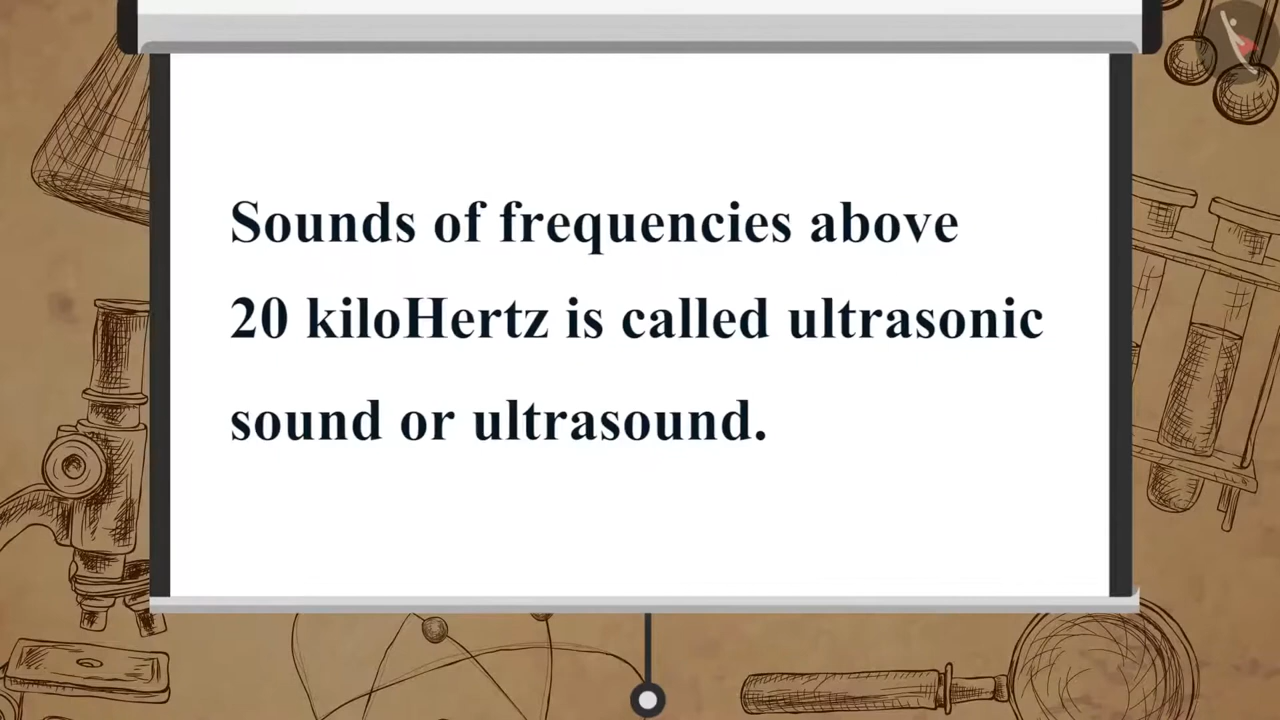 Sounds of frequencies above
20 kiloHertz is called ultrasonic
sound or ultrasound.